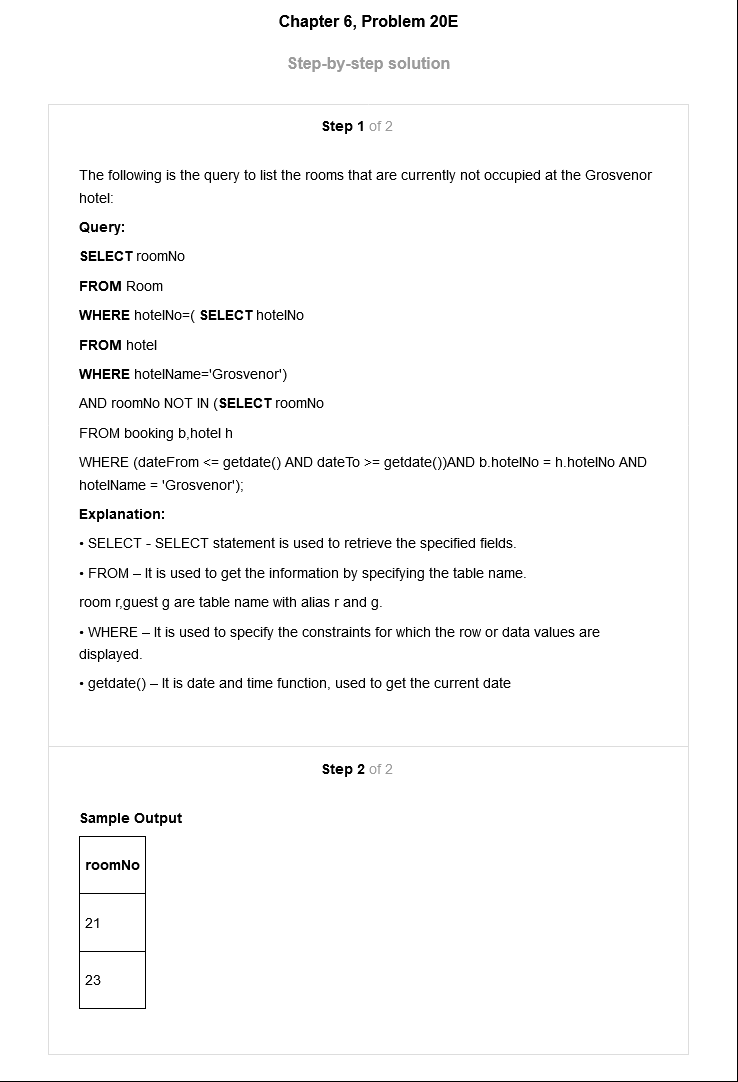 Chapter 6, Problem 20E
Step-by-step solution
Step 1 of 2
The following is the query to list the rooms that are currently not occupied at the Grosvenor
hotel:
Query:
SELECT roomNo
FROM Room
WHERE hotelNo=( SELECT hotelNo
FROM hotel
WHERE hotelName='Grosvenor')
AND roomNo NOT IN (SELECT roomNo
FROM booking b,hotel h
WHERE (dateFrom <= getdate() AND dateTo >= getdate())AND b.hotelNo = h.hotelNo AND
hotelName = 'Grosvenor');
Explanation:
• SELECT - SELECT statement is used to retrieve the specified fields.
• FROM – It is used to get the information by specifying the table name.
room r,guest g are table name with alias r and g.
• WHERE – It is used to specify the constraints for which the row or data values are
displayed.
• getdate() – It is date and time function, used to get the current date
Step 2 of 2
Sample Output
roomNo
21
23